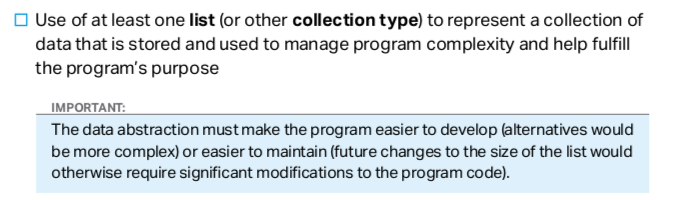 Use of at least one list (or other collection type) to represent a collection of
data that is stored and used to manage program complexity and help fulfill
the program's purpose
IMPORTANT:
The data abstraction must make the program easier to develop (alternatives would
be more complex) or easier to maintain (future changes to the size of the list would
otherwise require significant modifications to the program code).